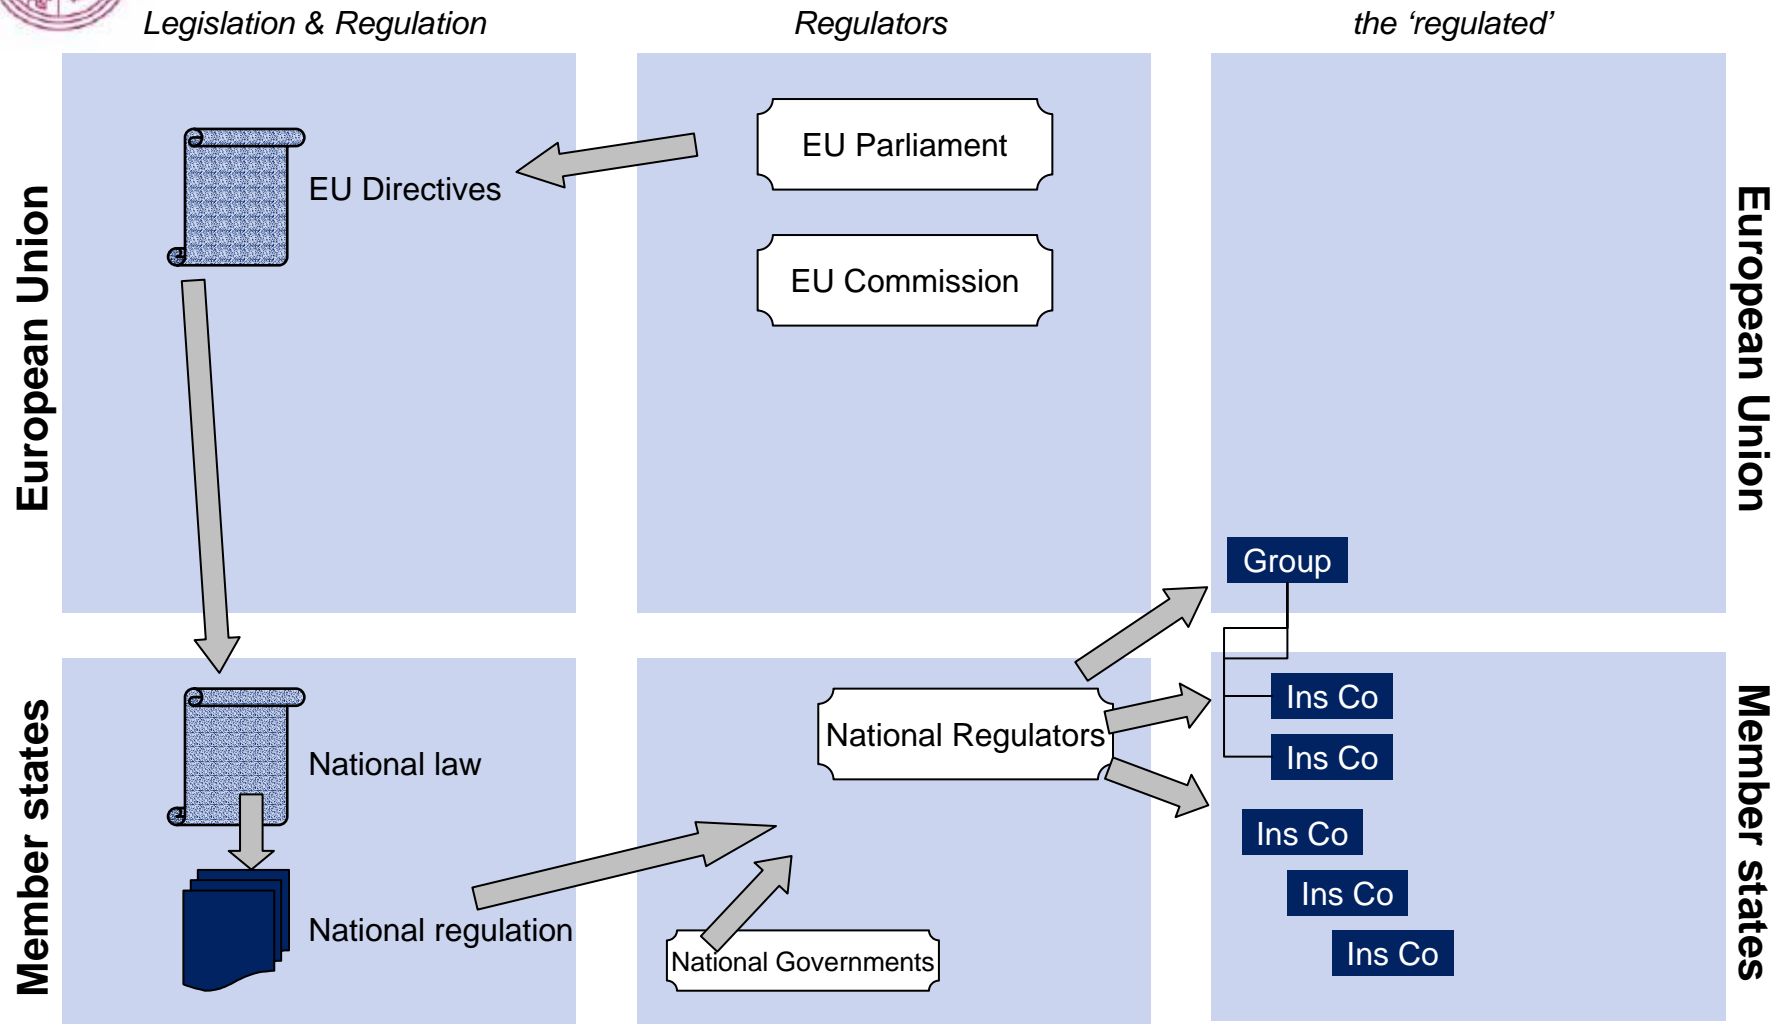 Legislation & Regulation
Regulators
the ‘regulated’
European Union
EU Directives
EU Parliament
EU Commission
European Union
Group
Member states
National law
National regulation
National Regulators
National Governments
Ins Co
Ins Co
Ins Co
Ins Co
Ins Co
Member states